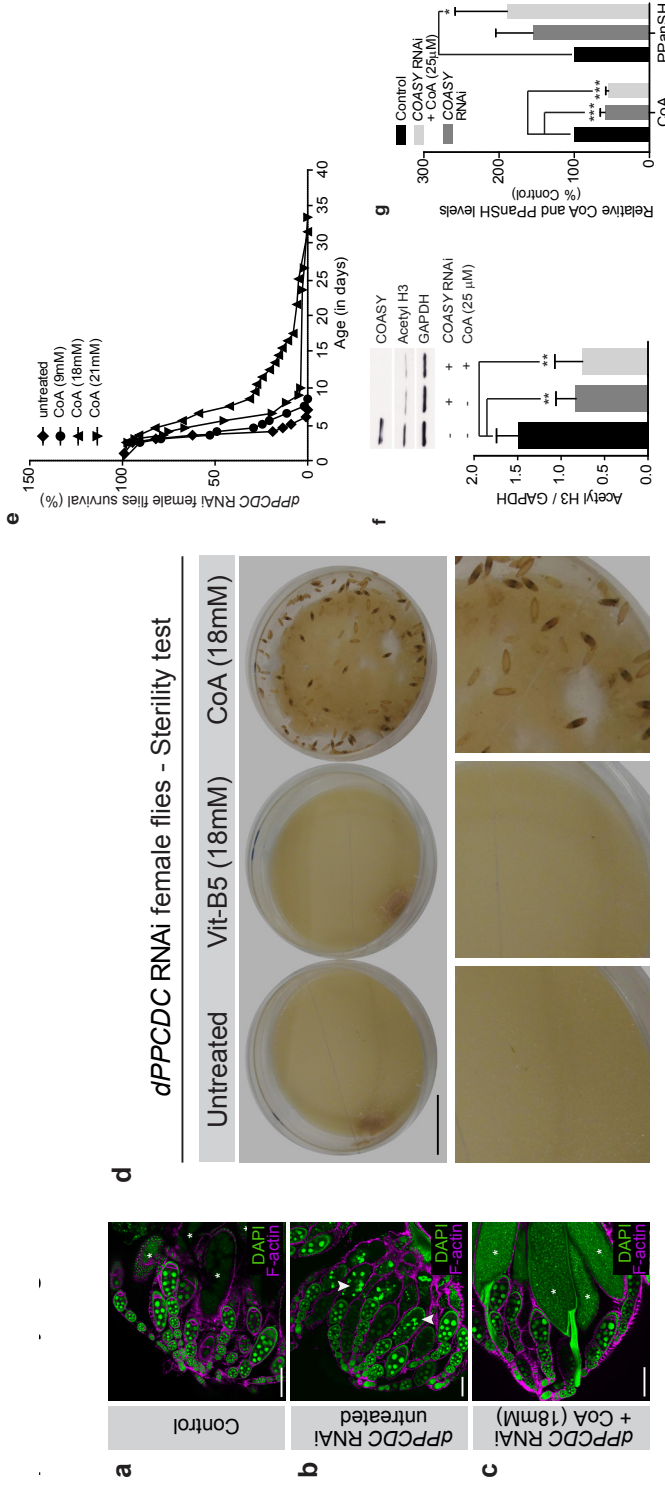 a
Control
DAPI
F-actin
b
dPPCDC RNAi
untreated
DAPI
F-actin
c
dPPCDC RNAi
+ CoA (18mM)
DAPI
F-actin
d
dPPCDC RNAi female flies - Sterility test
Untreated
Vit-B5 (18mM)
CoA (18mM)
e
untreated
CoA (9mM)
CoA (18mM)
CoA (21mM)
dPPCDC RNAi female flies survival (%)
150
100
50
0
0 5 10 15 20 25 30 35 40
Age (in days)
f
COASY
Acetyl H3
GAPDH
- + + COASY RNAi
- - + CoA (25 µM)
Acetyl H3 / GAPDH
2.0
1.5
1.0
0.5
0.0
**
**
g
Control
COASY RNAi
+ CoA (25µM)
COASY
RNAi
Relative CoA and PPanSH levels
(% Control)
300
200
100
0
***
***
*
CoA
PPanSH